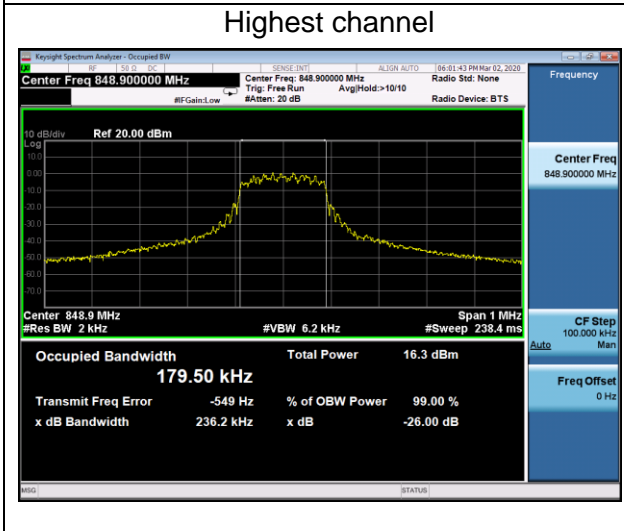 Highest channel
Keysight Spectrum Analyzer - Occupied BW
RF 50 Ω DC SENSE:INT ALIGN AUTO 06:01:43 PM Mar 02, 2020
Center Freq 848.900000 MHz
Center Freq: 848.900000 MHz
Radio Std: None
Trig: Free Run Avg|Hold:>10/10
#IFGain:Low #Atten: 20 dB Radio Device: BTS
Frequency
10 dB/div Ref 20.00 dBm
Log
10.0
0.00
-10.0
-20.0
-30.0
-40.0
-50.0
-60.0
-70.0
Center Freq
848.900000 MHz
Center 848.9 MHz Span 1 MHz
#Res BW 2 kHz #VBW 6.2 kHz #Sweep 238.4 ms
CF Step
100.000 kHz
Auto Man
Occupied Bandwidth Total Power 16.3 dBm
179.50 kHz
Transmit Freq Error -549 Hz % of OBW Power 99.00 %
x dB Bandwidth 236.2 kHz x dB -26.00 dB
Freq Offset
0 Hz
MSG STATUS